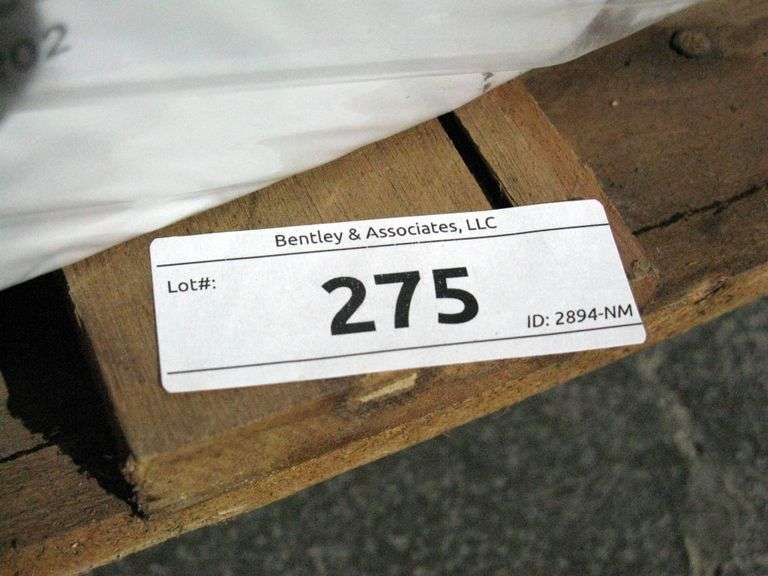 Bentley & Associates, LLC
Lot#:
275
ID: 2894-NM